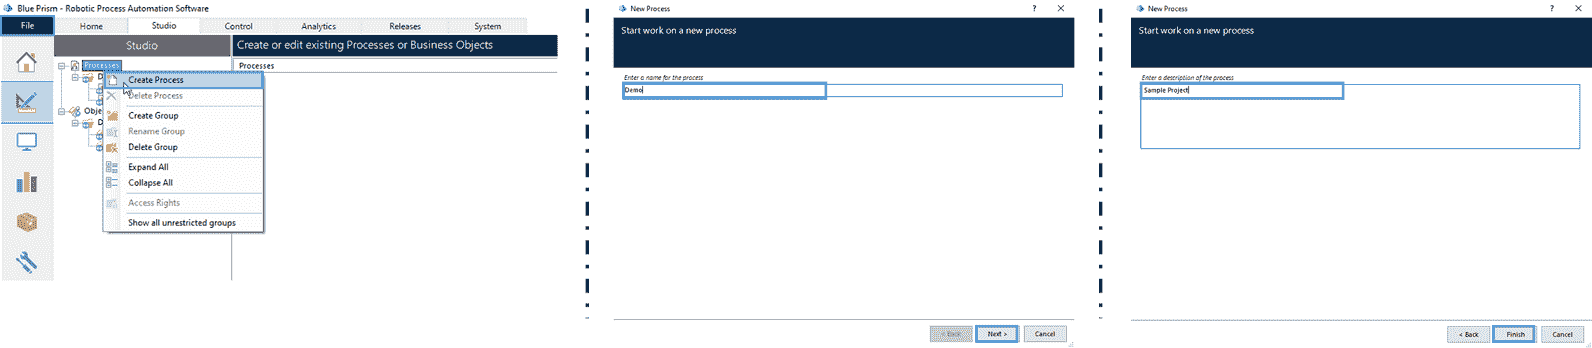 Blue Prism - Robotic Process Automation Software
File Home Studio Control Analytics Releases System
Studio
Create or edit existing Processes or Business Objects
Processes
Processes
D
Create Process
Delete Process
Obje
Create Group
D
Rename Group
Delete Group
Expand All
Collapse All
Access Rights
Show all unrestricted groups
New Process
Start work on a new process
Enter a name for the process
Demo
< Back Next > Cancel
New Process
Start work on a new process
Enter a description of the process
Sample Project
< Back Finish Cancel